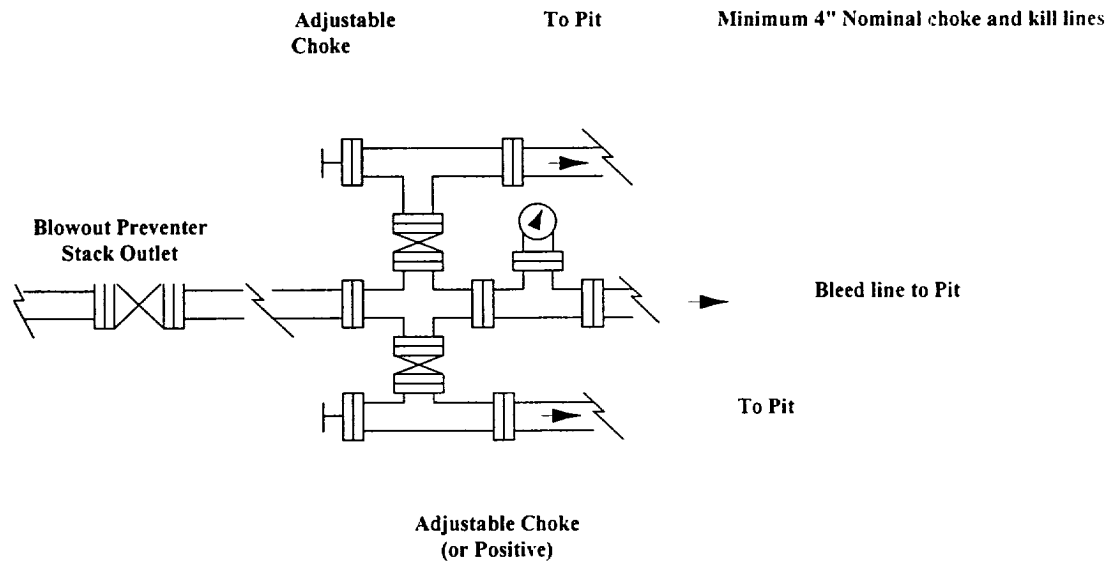 Adjustable
Choke
To Pit
Minimum 4" Nominal choke and kill lines
Blowout Preventer
Stack Outlet
Bleed line to Pit
To Pit
Adjustable Choke
(or Positive)